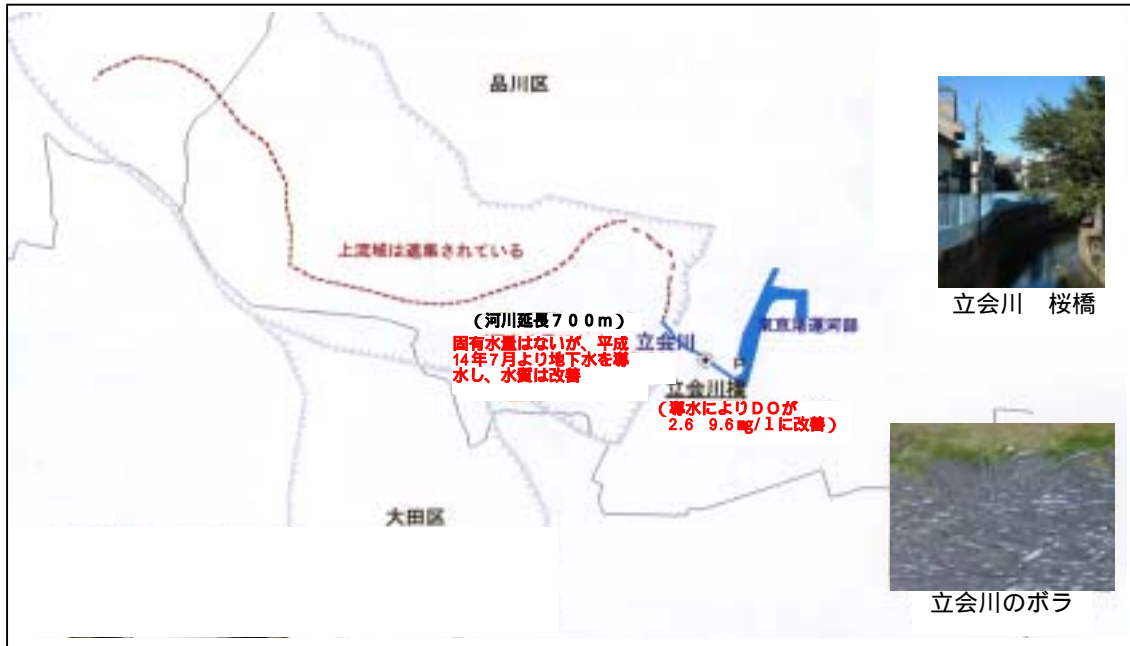 品川区
上流域は暗渠されている
(河川延長700m)
固有水量はないが、平成
14年7月より地下水を導
水し、水質は改善
立会川
東京港運河部
立会川橋
(導水によりDOが
2.6 9.6㎎/lに改善)
大田区
立会川 桜橋
立会川のボラ